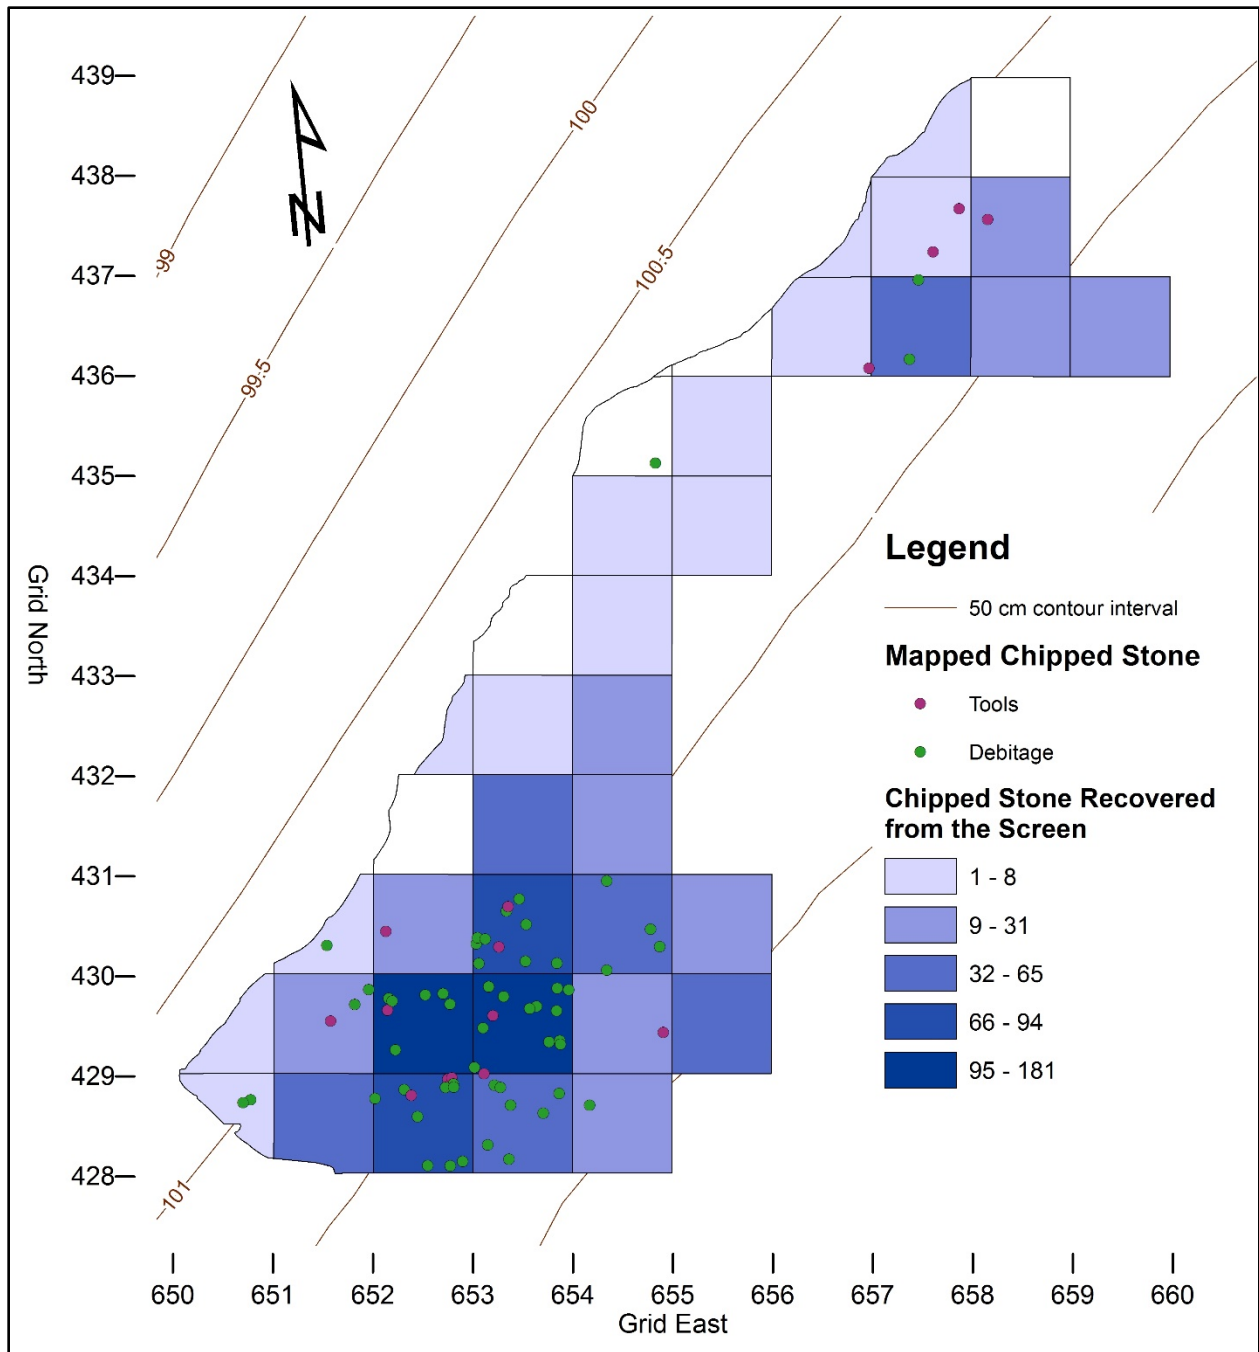 439
438
437
436
435
434
433
432
431
430
429
428
Grid North
N
99
99.5
100
100.5
101
Legend
50 cm contour interval
Mapped Chipped Stone
Tools
Debitage
Chipped Stone Recovered
from the Screen
1 - 8
9 - 31
32 - 65
66 - 94
95 - 181
650 651 652 653 654 655 656 657 658 659 660
Grid East